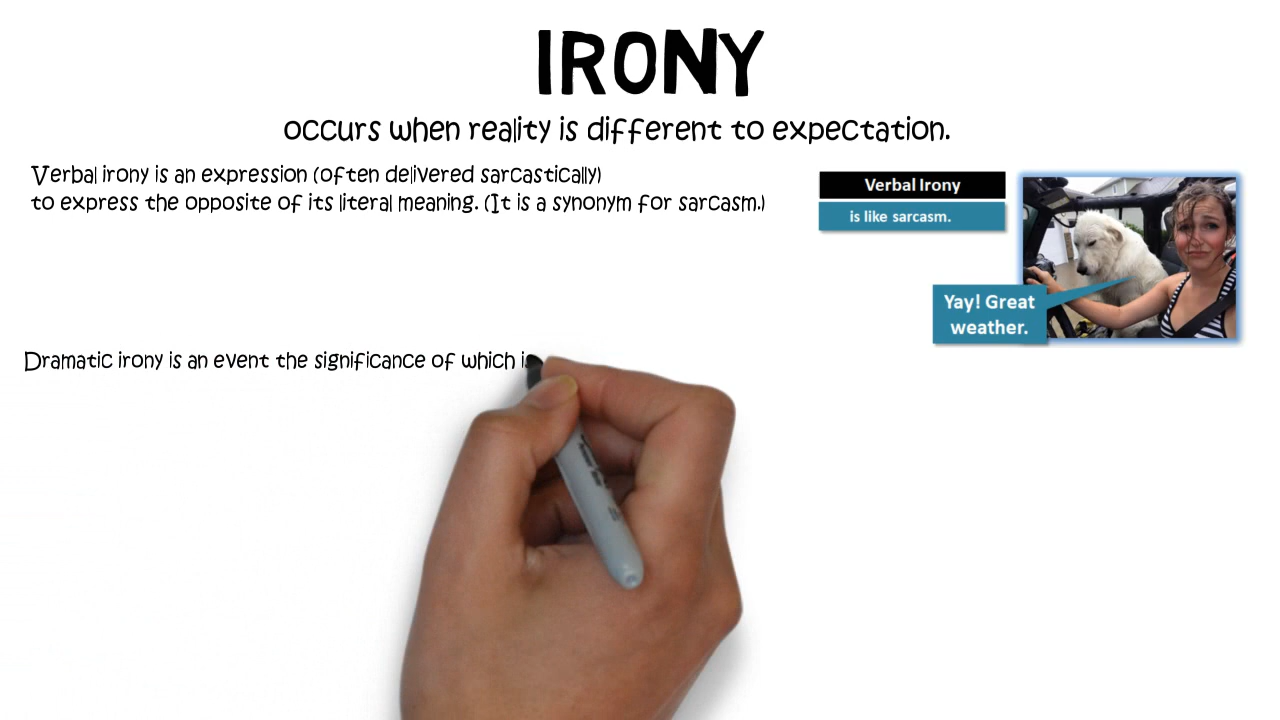 IRONY
occurs when reality is different to expectation.
Verbal irony is an expression (often delivered sarcastically)
to express the opposite of its literal meaning. (It is a synonym for sarcasm.)
Verbal Irony
is like sarcasm.
Yay! Great
weather.
Dramatic irony is an event the significance of which is